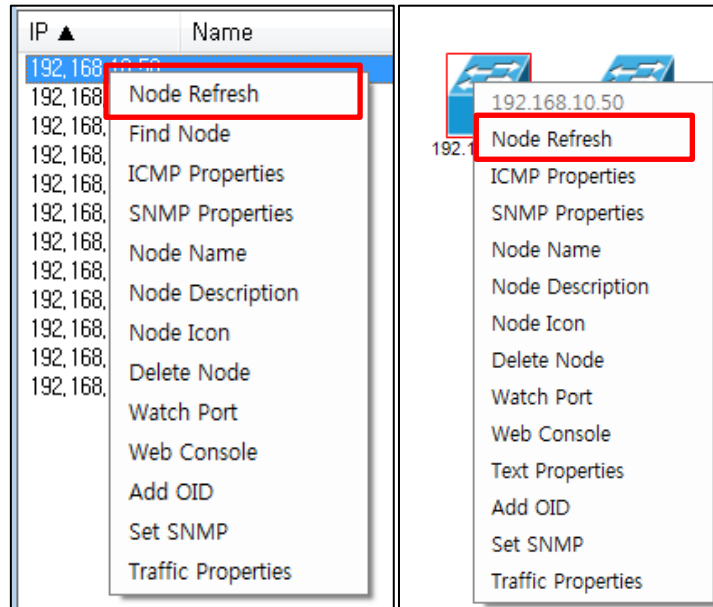 IP ▲ Name
192,168,10,50
192,168,
192,168,
192,168,
192,168,
192,168,
192,168,
192,168,
192,168,
192,168,
192,168,
192,168,
Node Refresh
Find Node
ICMP Properties
SNMP Properties
Node Name
Node Description
Node Icon
Delete Node
Watch Port
Web Console
Add OID
Set SNMP
Traffic Properties
192.1
192.168.10.50
Node Refresh
ICMP Properties
SNMP Properties
Node Name
Node Description
Node Icon
Delete Node
Watch Port
Web Console
Text Properties
Add OID
Set SNMP
Traffic Properties